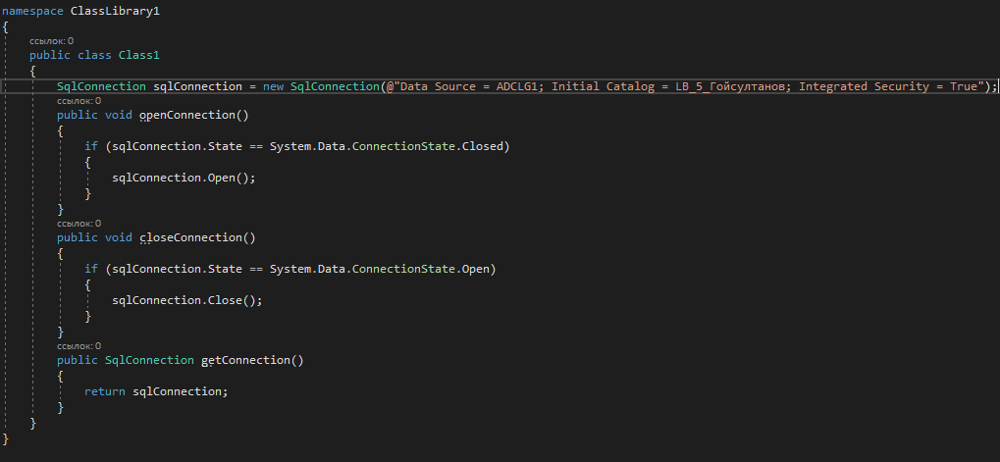 namespace ClassLibrary1
{
ссылок: 0
public class Class1
{
SqlConnection sqlConnection = new SqlConnection(@"Data Source = ADCLG1; Initial Catalog = LB_5_Гойсултанов; Integrated Security = True");
ссылок: 0
public void openConnection()
{
if (sqlConnection.State == System.Data.ConnectionState.Closed)
{
sqlConnection.Open();
}
}
ссылок: 0
public void closeConnection()
{
if (sqlConnection.State == System.Data.ConnectionState.Open)
{
sqlConnection.Close();
}
}
ссылок: 0
public SqlConnection getConnection()
{
return sqlConnection;
}
}
}